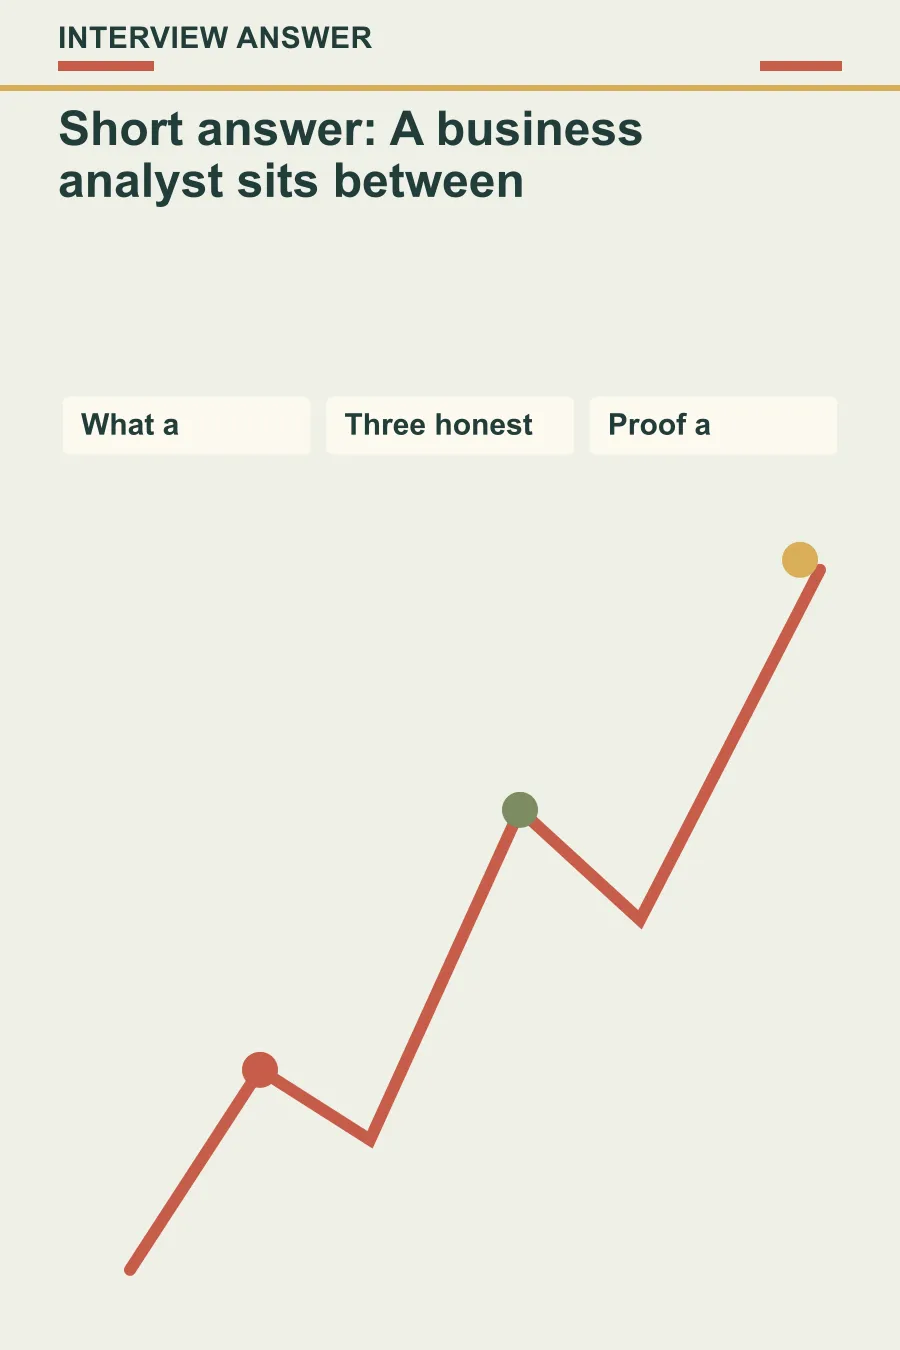 INTERVIEW ANSWER
Short answer: A business
analyst sits between
What a
Three honest
Proof a